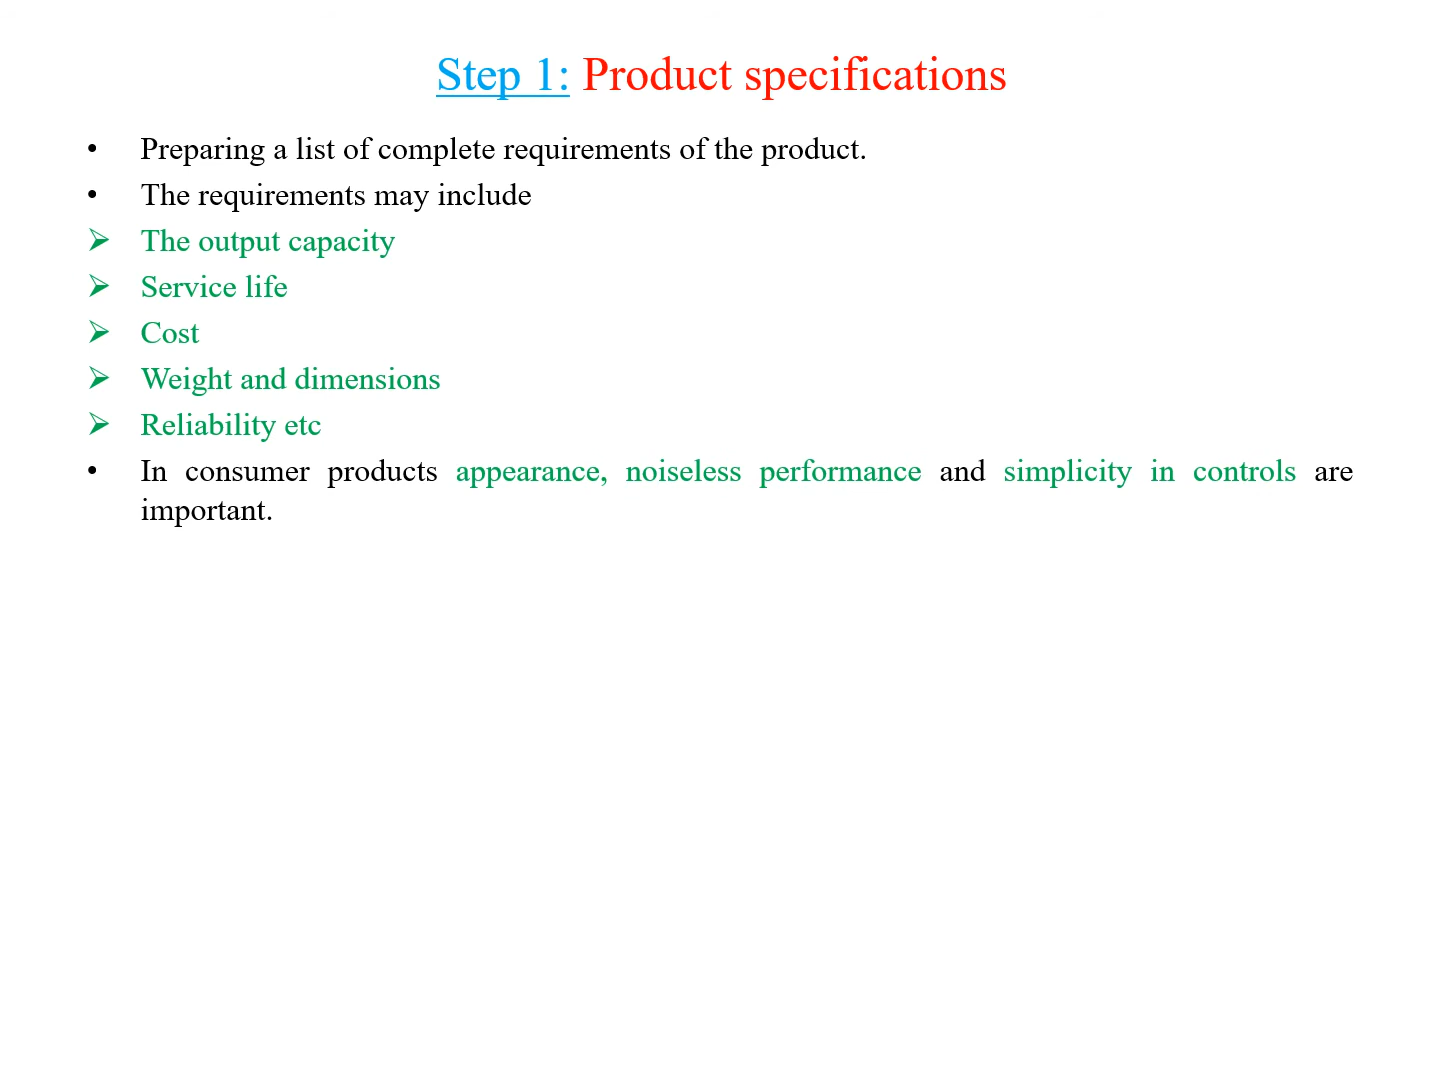 Step 1: Product specifications
• Preparing a list of complete requirements of the product.
• The requirements may include
➢ The output capacity
➢ Service life
➢ Cost
➢ Weight and dimensions
➢ Reliability etc
• In consumer products appearance, noiseless performance and simplicity in controls are
important.